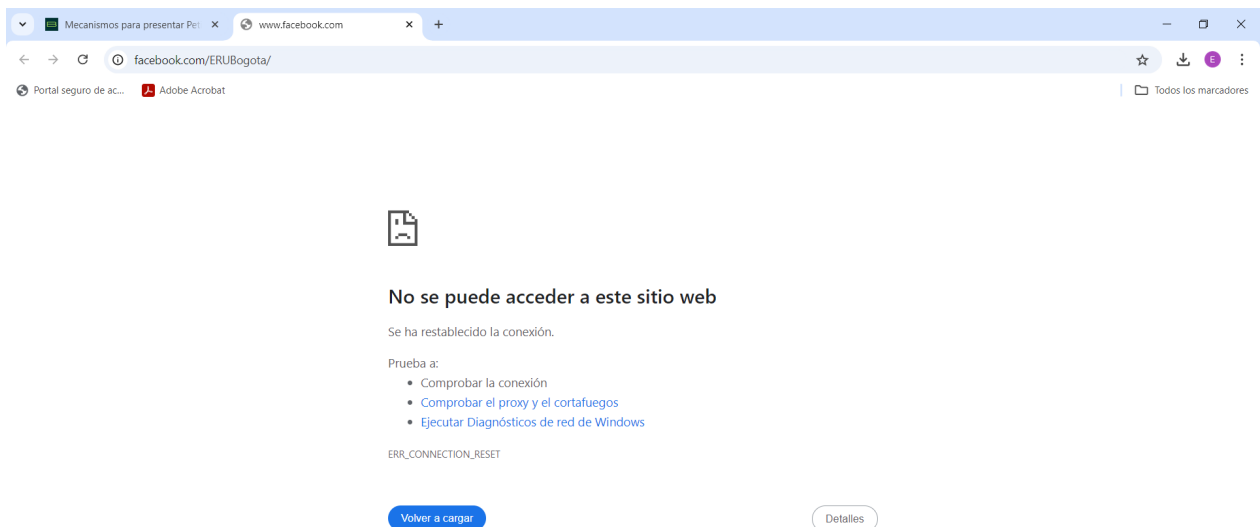 Mecanismos para presentar Pet
www.facebook.com
facebook.com/ERUBogota/
E
Portal seguro de ac...
Adobe Acrobat
Todos los marcadores
No se puede acceder a este sitio web
Se ha restablecido la conexión.
Prueba a:
Comprobar la conexión
Comprobar el proxy y el cortafuegos
Ejecutar Diagnósticos de red de Windows
ERR_CONNECTION_RESET
Volver a cargar
Detalles